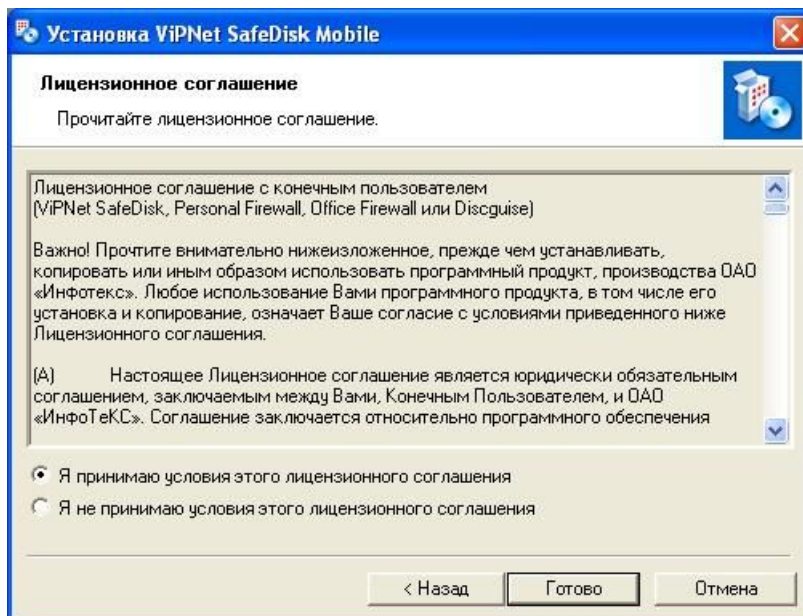 Установка ViPNet SafeDisk Mobile
Лицензионное соглашение
Прочитайте лицензионное соглашение.
Лицензионное соглашение с конечным пользователем
(ViPNet SafeDisk, Personal Firewall, Office Firewall или Discguise)
Важно! Прочтите внимательно нижеизложенное, прежде чем устанавливать,
копировать или иным образом использовать программный продукт, производства ОАО
«Инфотекс». Любое использование Вами программного продукта, в том числе его
установка и копирование, означает Ваше согласие с условиями приведенного ниже
Лицензионного соглашения.
(А) Настоящее Лицензионное соглашение является юридически обязательным
соглашением, заключаемым между Вами, Конечным Пользователем, и ОАО
«ИнфоТеКС». Соглашение заключается относительно программного обеспечения
Я принимаю условия этого лицензионного соглашения
Я не принимаю условия этого лицензионного соглашения
< Назад Готово Отмена